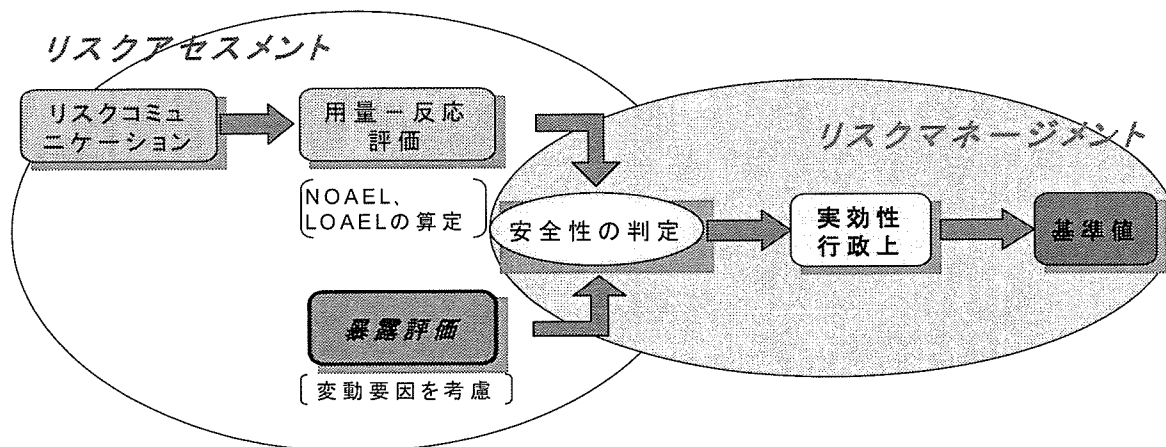 リスクアセスメント
リスクコミュ
ニケーション
用量－反応
評価
NOAEL、
LOAELの算定
リスクマネージメント
安全性の判定
実効性
行政上
基準値
暴露評価
変動要因を考慮